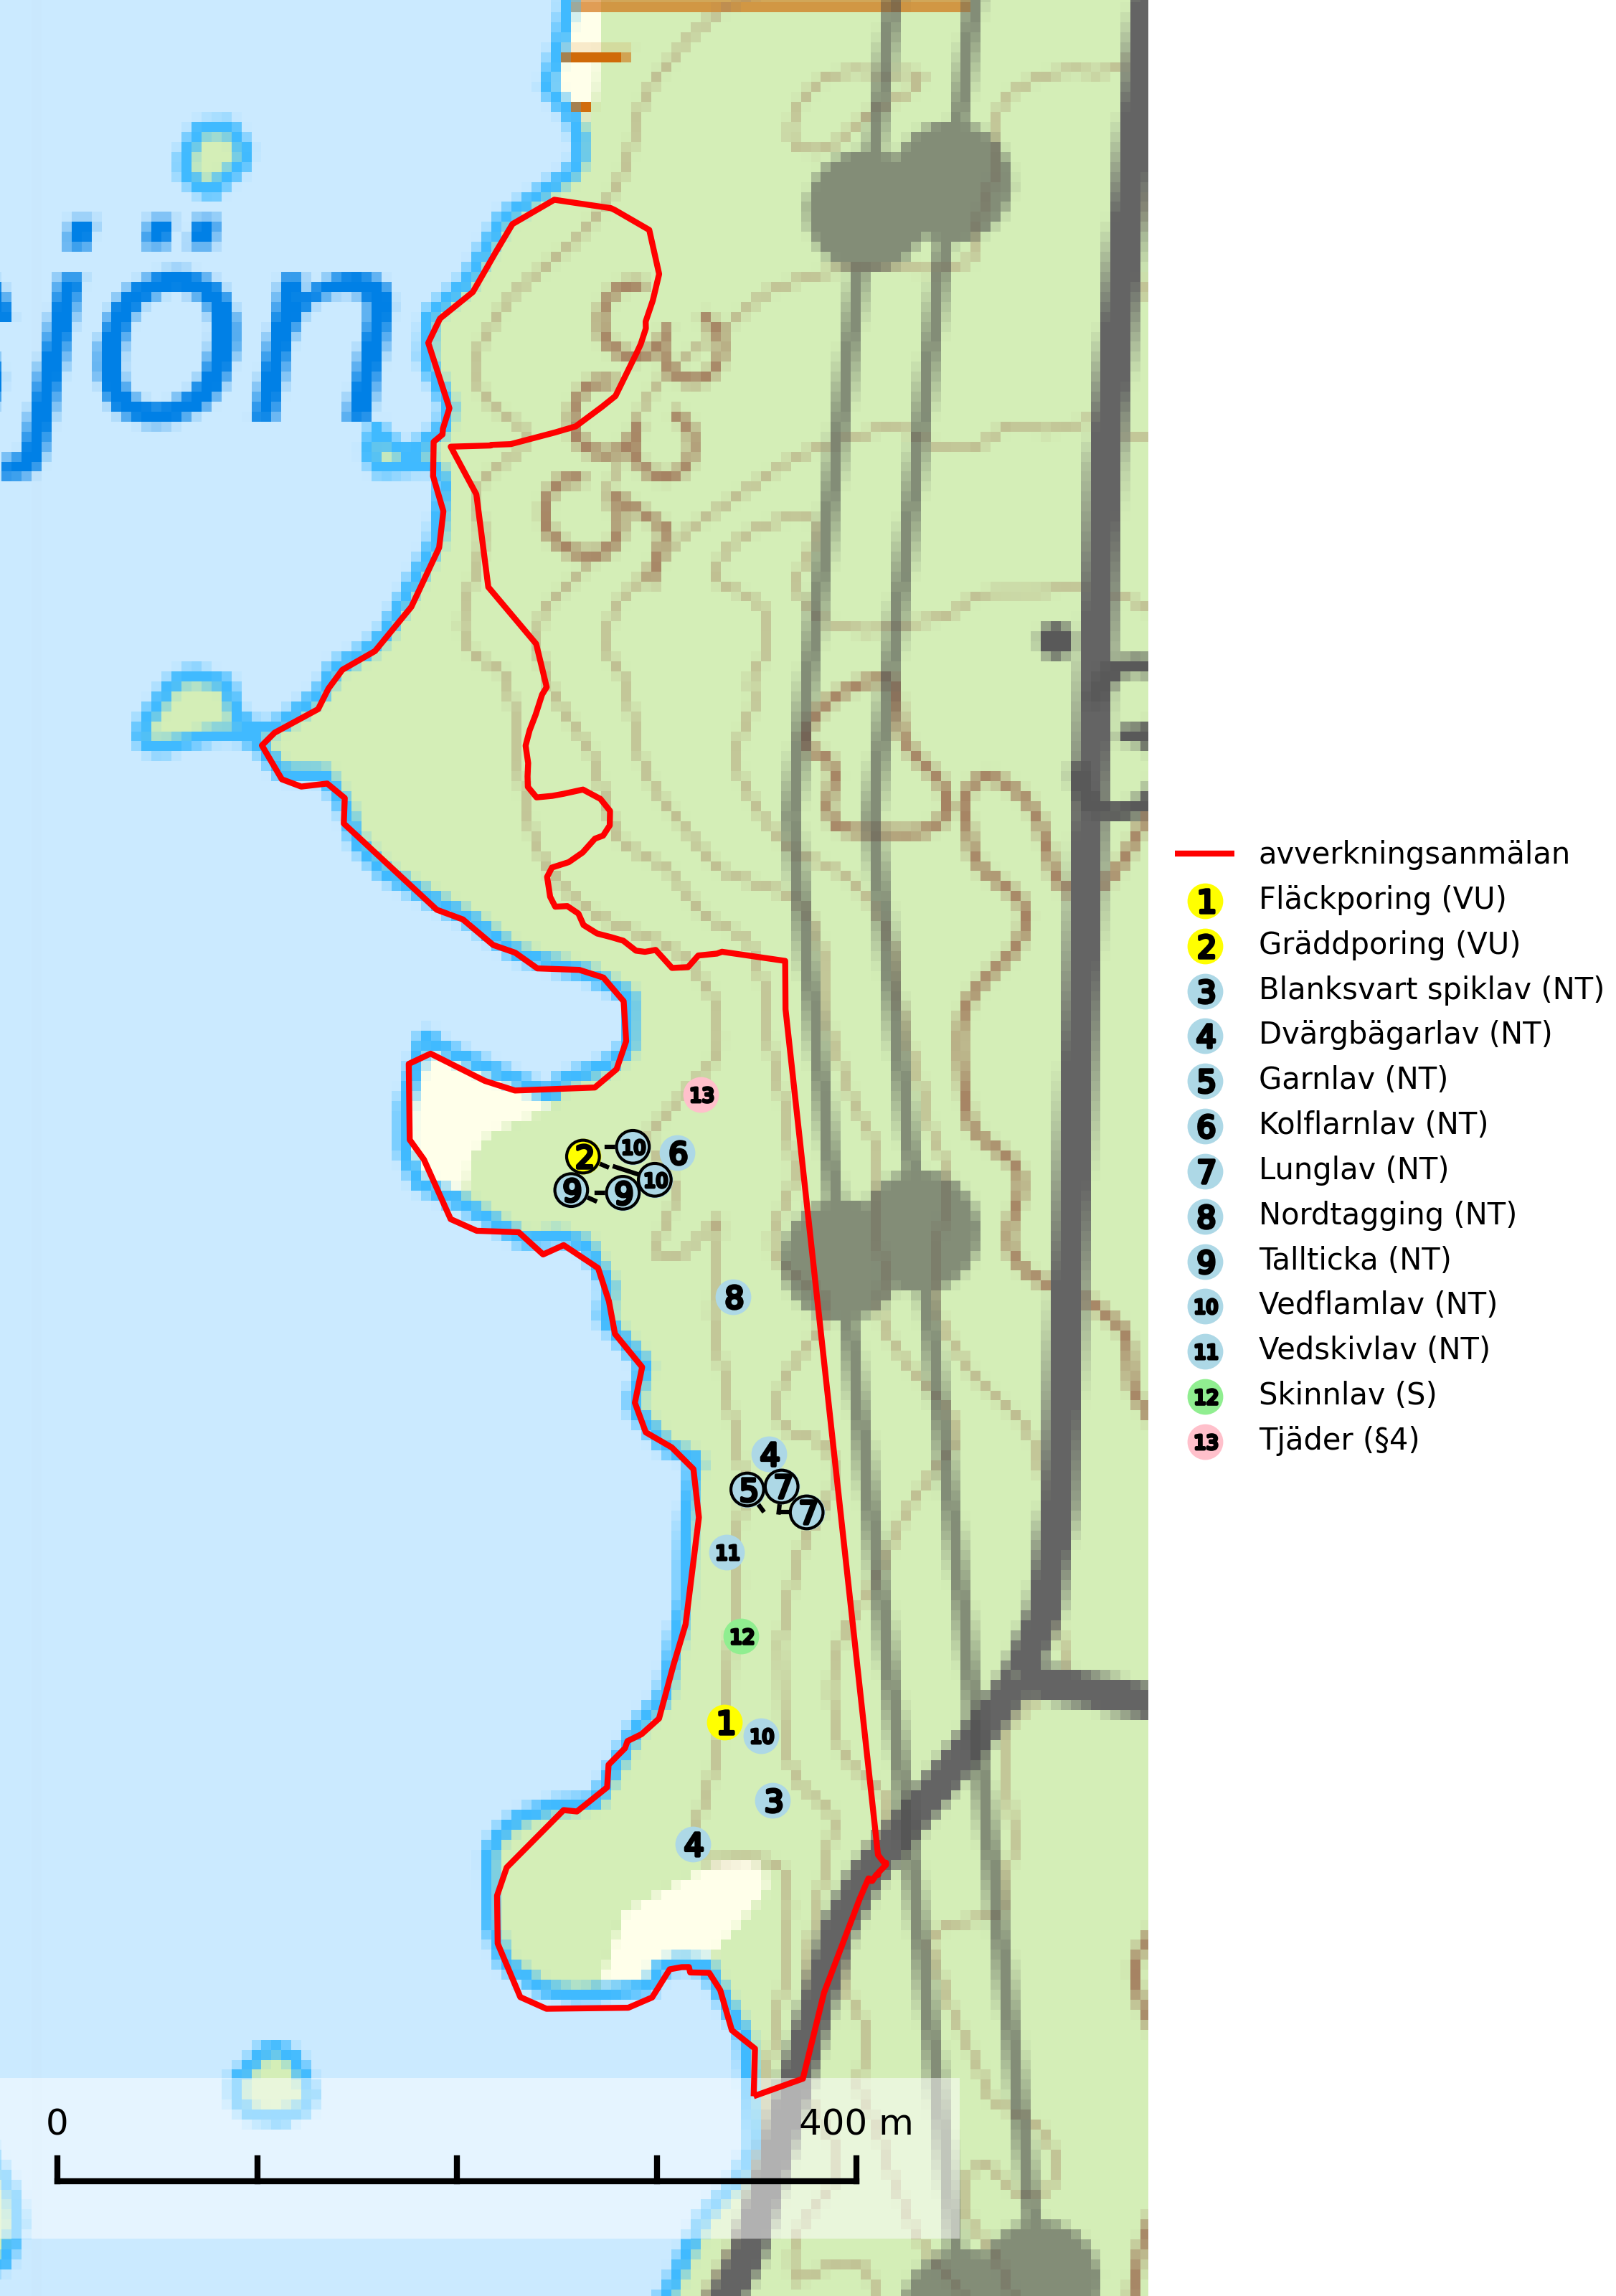 sjön
avverkningsanmälan
1 Fläckporing (VU)
2 Gräddporing (VU)
3 Blanksvart spiklav (NT)
4 Dvärgbägarlav (NT)
5 Garnlav (NT)
6 Kolflarnlav (NT)
7 Lunglav (NT)
8 Nordtagging (NT)
9 Tallticka (NT)
10 Vedflamlav (NT)
11 Vedskivlav (NT)
12 Skinnlav (S)
13 Tjäder (§4)
13
2 10 6
9 9 10
8
4
5 7
7
11
12
1 10
3
4
0 400 m